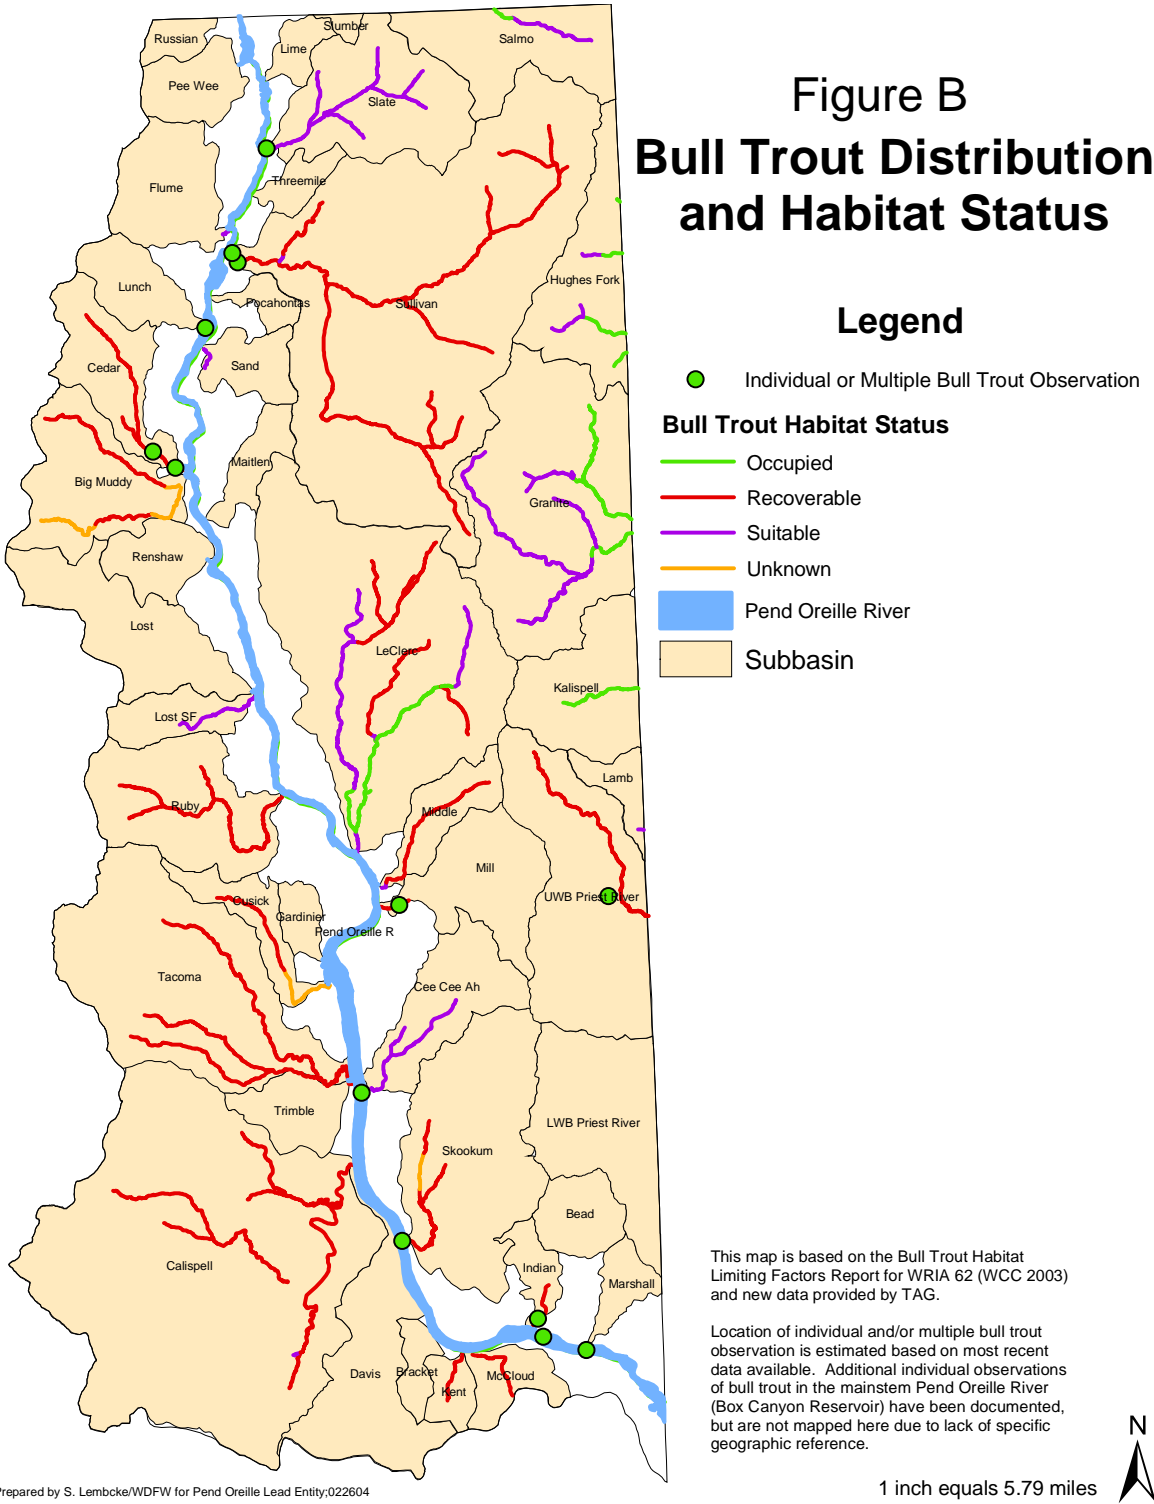 Figure B
Bull Trout Distribution
and Habitat Status
Legend
Individual or Multiple Bull Trout Observation
Bull Trout Habitat Status
Occupied
Recoverable
Suitable
Unknown
Pend Oreille River
Subbasin
Russian
Slumber
Lime
Salmo
Pee Wee
Slate
Threemile
Flume
Hughes Fork
Lunch
Pocahontas
Sullivan
Cedar
Sand
Maitlen
Big Muddy
Granite
Renshaw
Lost
LeClerc
Kalispell
Lost SF
Lamb
Ruby
Middle
Mill
UWB Priest River
Cusick
Gardinier
Pend Oreille R
Tacoma
Cee Cee Ah
Trimble
LWB Priest River
Skookum
Bead
Calispell
Indian
Marshall
Davis
Bracket
Kent
McCloud
This map is based on the Bull Trout Habitat
Limiting Factors Report for WRIA 62 (WCC 2003)
and new data provided by TAG.
Location of individual and/or multiple bull trout
observation is estimated based on most recent
data available.  Additional individual observations
of bull trout in the mainstem Pend Oreille River
(Box Canyon Reservoir) have been documented,
but are not mapped here due to lack of specific
geographic reference.
N
1 inch equals 5.79 miles
Prepared by S. Lembcke/WDFW for Pend Oreille Lead Entity;022604